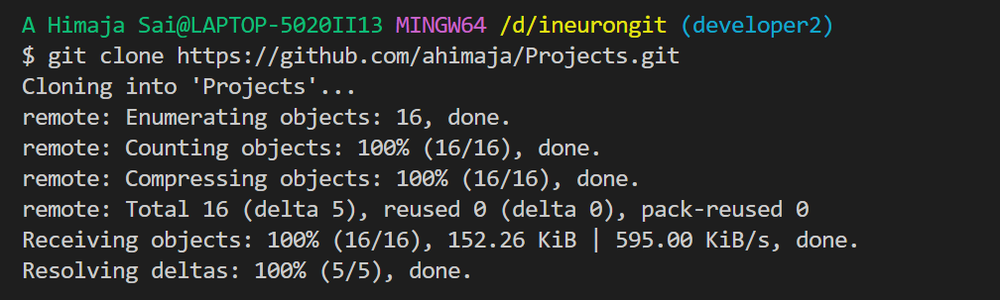 A Himaja Sai@LAPTOP-5020II13 MINGW64 /d/ineurongit (developer2)
$ git clone https://github.com/ahimaja/Projects.git
Cloning into 'Projects'...
remote: Enumerating objects: 16, done.
remote: Counting objects: 100% (16/16), done.
remote: Compressing objects: 100% (16/16), done.
remote: Total 16 (delta 5), reused 0 (delta 0), pack-reused 0
Receiving objects: 100% (16/16), 152.26 KiB | 595.00 KiB/s, done.
Resolving deltas: 100% (5/5), done.